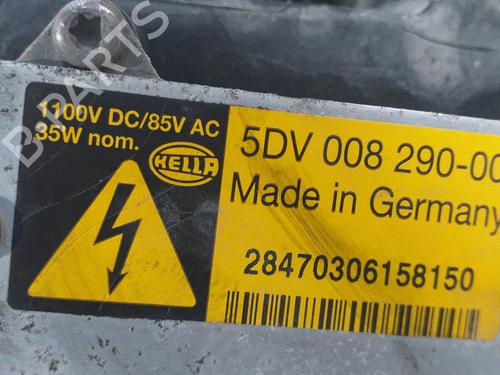 B-PARTS
1100V DC/85V AC
35W nom.
HELLA
5DV 008 290-00
Made in Germany
28470306158150